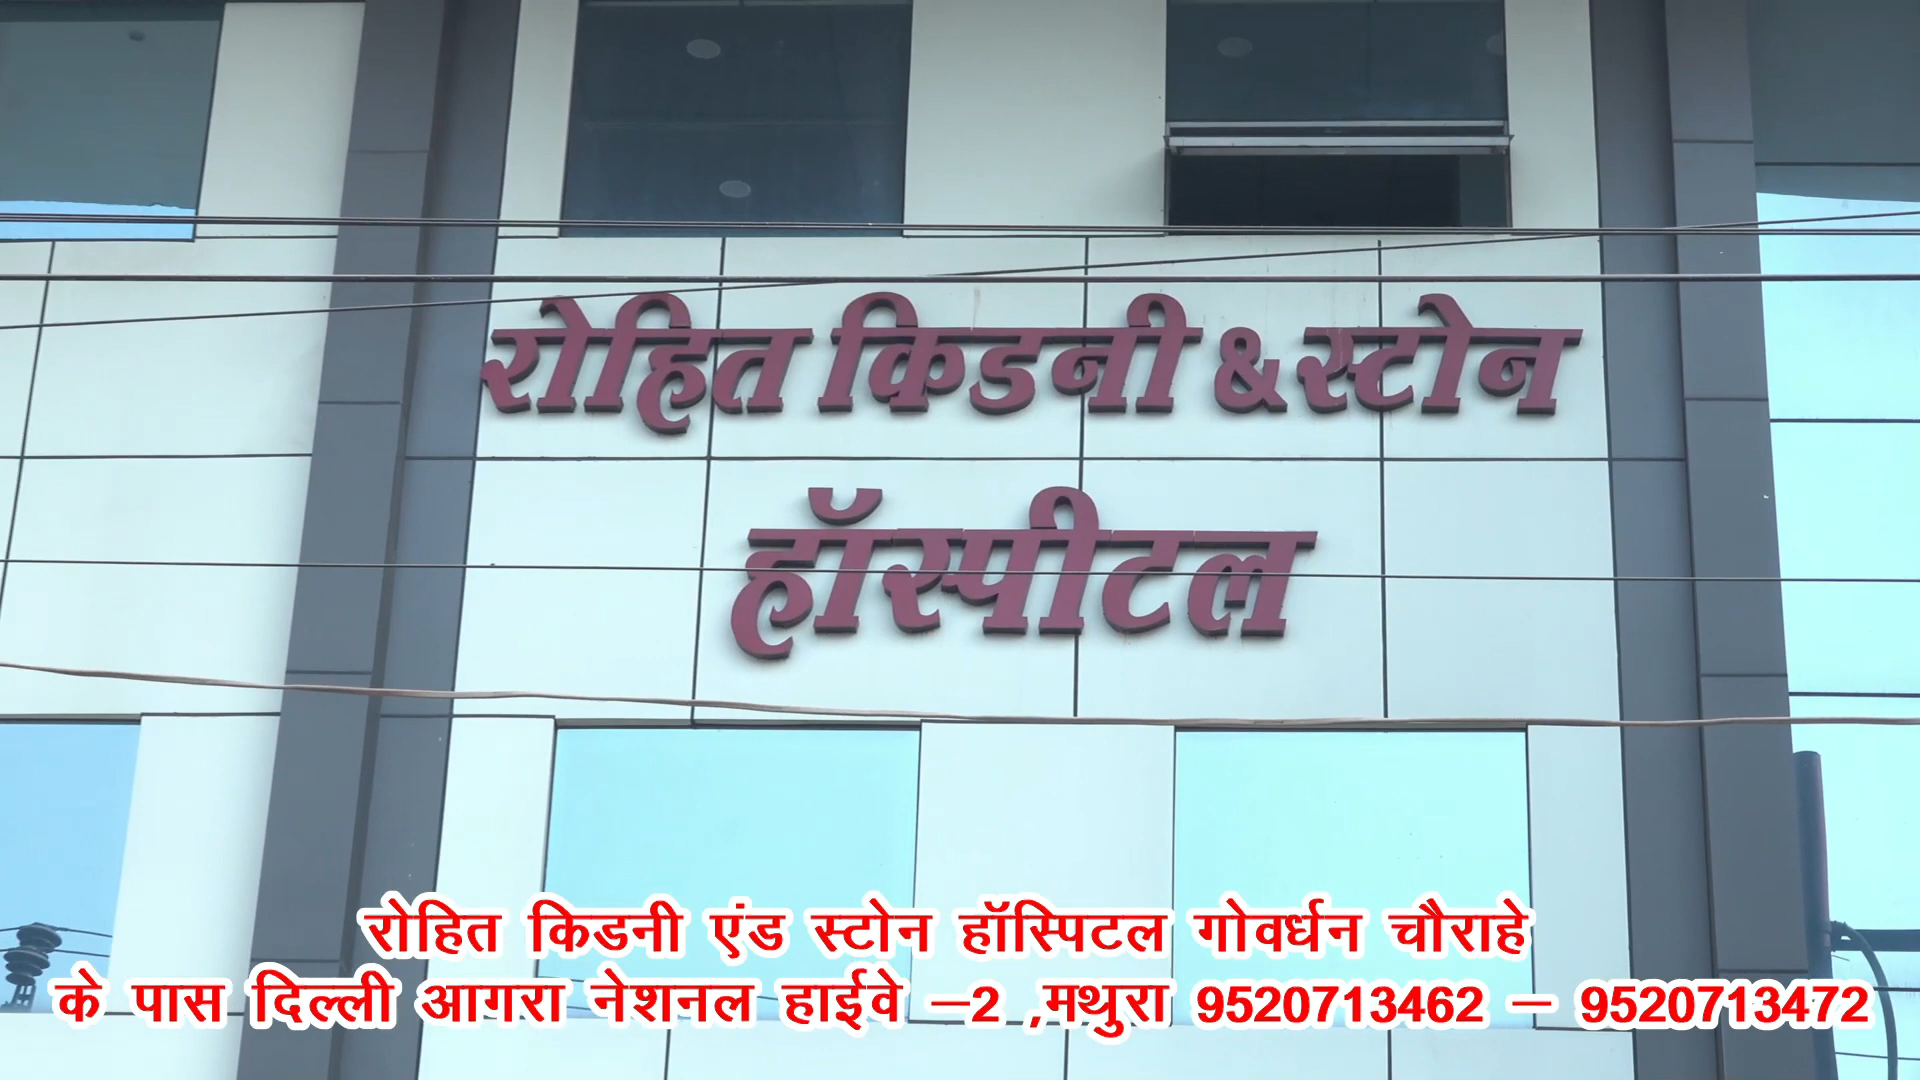 रोहित किडनी & स्टोन
हॉस्पीटल
रोहित किडनी एंड स्टोन हॉस्पिटल गोवर्धन चौराहे
के पास दिल्ली आगरा नेशनल हाईवे –2 ,मथुरा 9520713462 – 9520713472